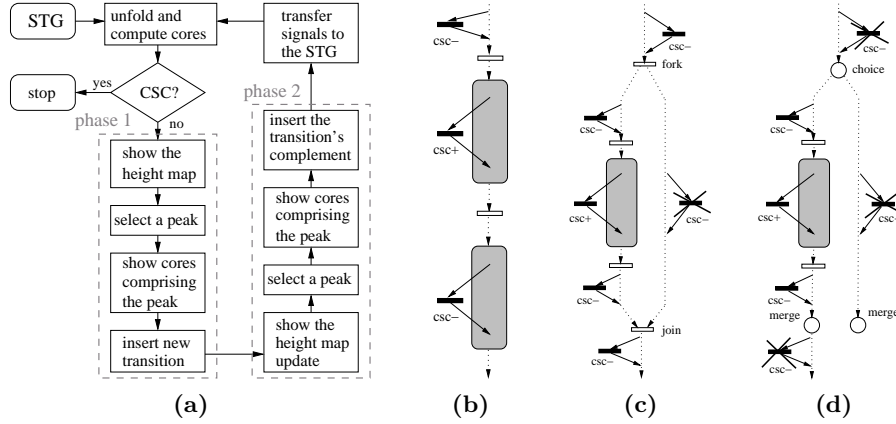 STG
unfold and
compute cores
transfer
signals to
the STG
yes
stop
CSC?
no
phase 1
phase 2
show the
height map
select a peak
show cores
comprising
the peak
insert new
transition
insert the
transition's
complement
show cores
comprising
the peak
select a peak
show the
height map
update
(a)
csc−
csc+
csc−
(b)
csc−
fork
csc−
csc+
csc−
csc−
join
csc−
(c)
csc−
choice
csc−
csc+
csc−
csc−
merge
merge
csc−
(d)